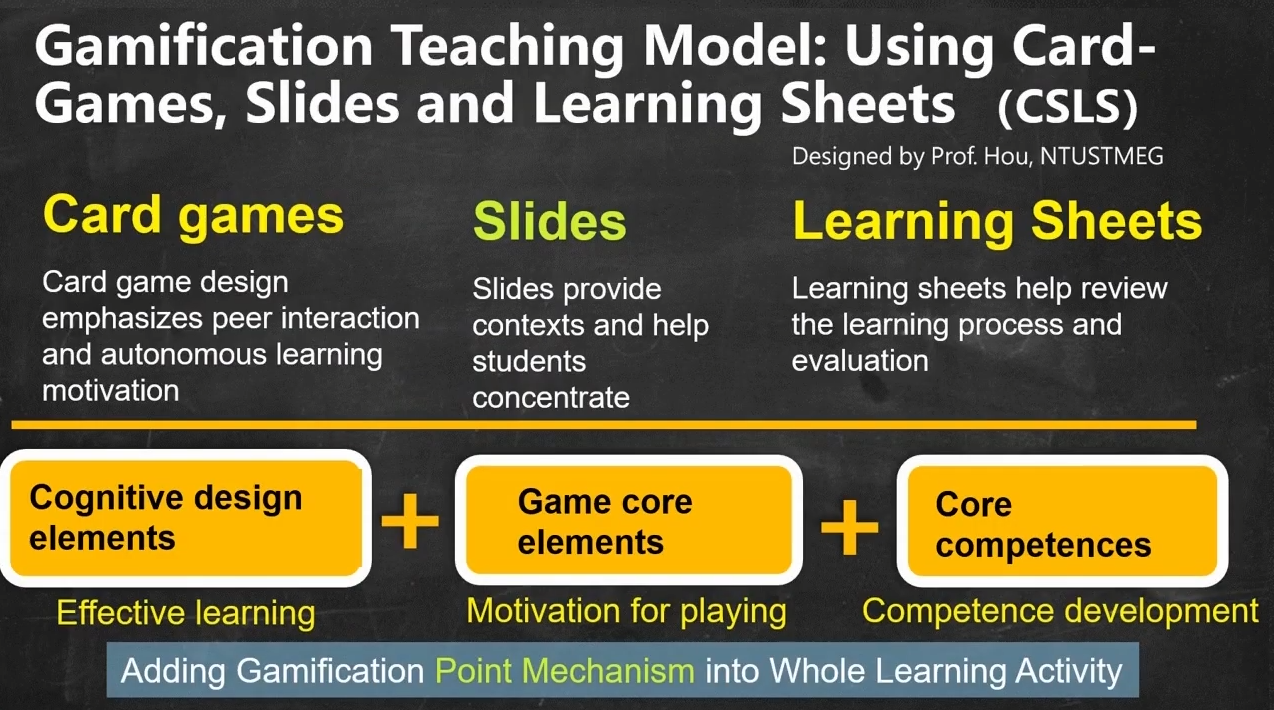 Gamification Teaching Model: Using Card-
Games, Slides and Learning Sheets （CSLS）
Designed by Prof. Hou, NTUSTMEG
Card games
Card game design
emphasizes peer interaction
and autonomous learning
motivation
Slides
Slides provide
contexts and help
students
concentrate
Learning Sheets
Learning sheets help review
the learning process and
evaluation
Cognitive design
elements
+
Game core
elements
+
Core
competences
Effective learning
Motivation for playing
Competence development
Adding Gamification Point Mechanism into Whole Learning Activity